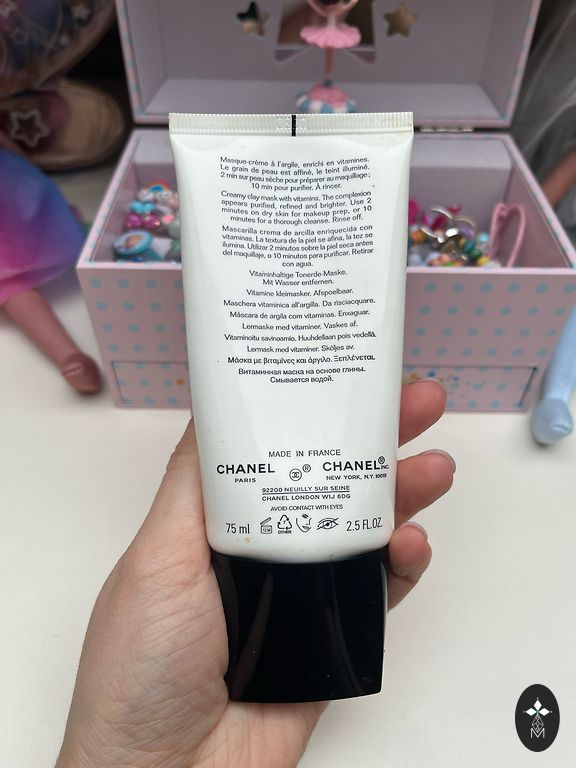 Masque-crème à l'argile, enrichi en vitamines.
Le grain de peau est affiné, le teint illuminé.
2 min sur peau sèche pour préparer au maquillage ;
10 min pour purifier. À rincer.
Creamy clay mask with vitamins. The complexion
appears purified, refined and brighter. Use 2
minutes on dry skin for makeup prep, or 10
minutes for a thorough cleanse. Rinse off.
Mascarilla crema de arcilla enriquecida con
vitaminas. La textura de la piel se afina, la tez se
ilumina. Utilizar 2 minutos sobre piel seca antes
del maquillaje, o 10 minutos para purificar. Retirar
con agua.
Vitaminhaltige Tonerde-Maske.
Mit Wasser entfernen.
Vitamine kleimasker. Afspoelbaar.
Maschera vitaminica all'argilla. Da risciacquare.
Máscara de argila com vitaminas. Enxaguar.
Lermaske med vitaminer. Vaskes af.
Vitaminoitu savinaamio. Huuhdellaan pois vedellä.
Lermask med vitaminer. Sköljes av.
Μάσκα με βιταμίνες και άργιλο. Ξεπλένεται.
Витаминная маска на основе глины.
Смывается водой.
MADE IN FRANCE
CHANEL ® CHANEL® INC.
PARIS NEW YORK, N.Y. 10019
92200 NEUILLY SUR SEINE
CHANEL LONDON W1J 6DG
AVOID CONTACT WITH EYES
75 ml 12M OTHER 2.5 FL.OZ.
M